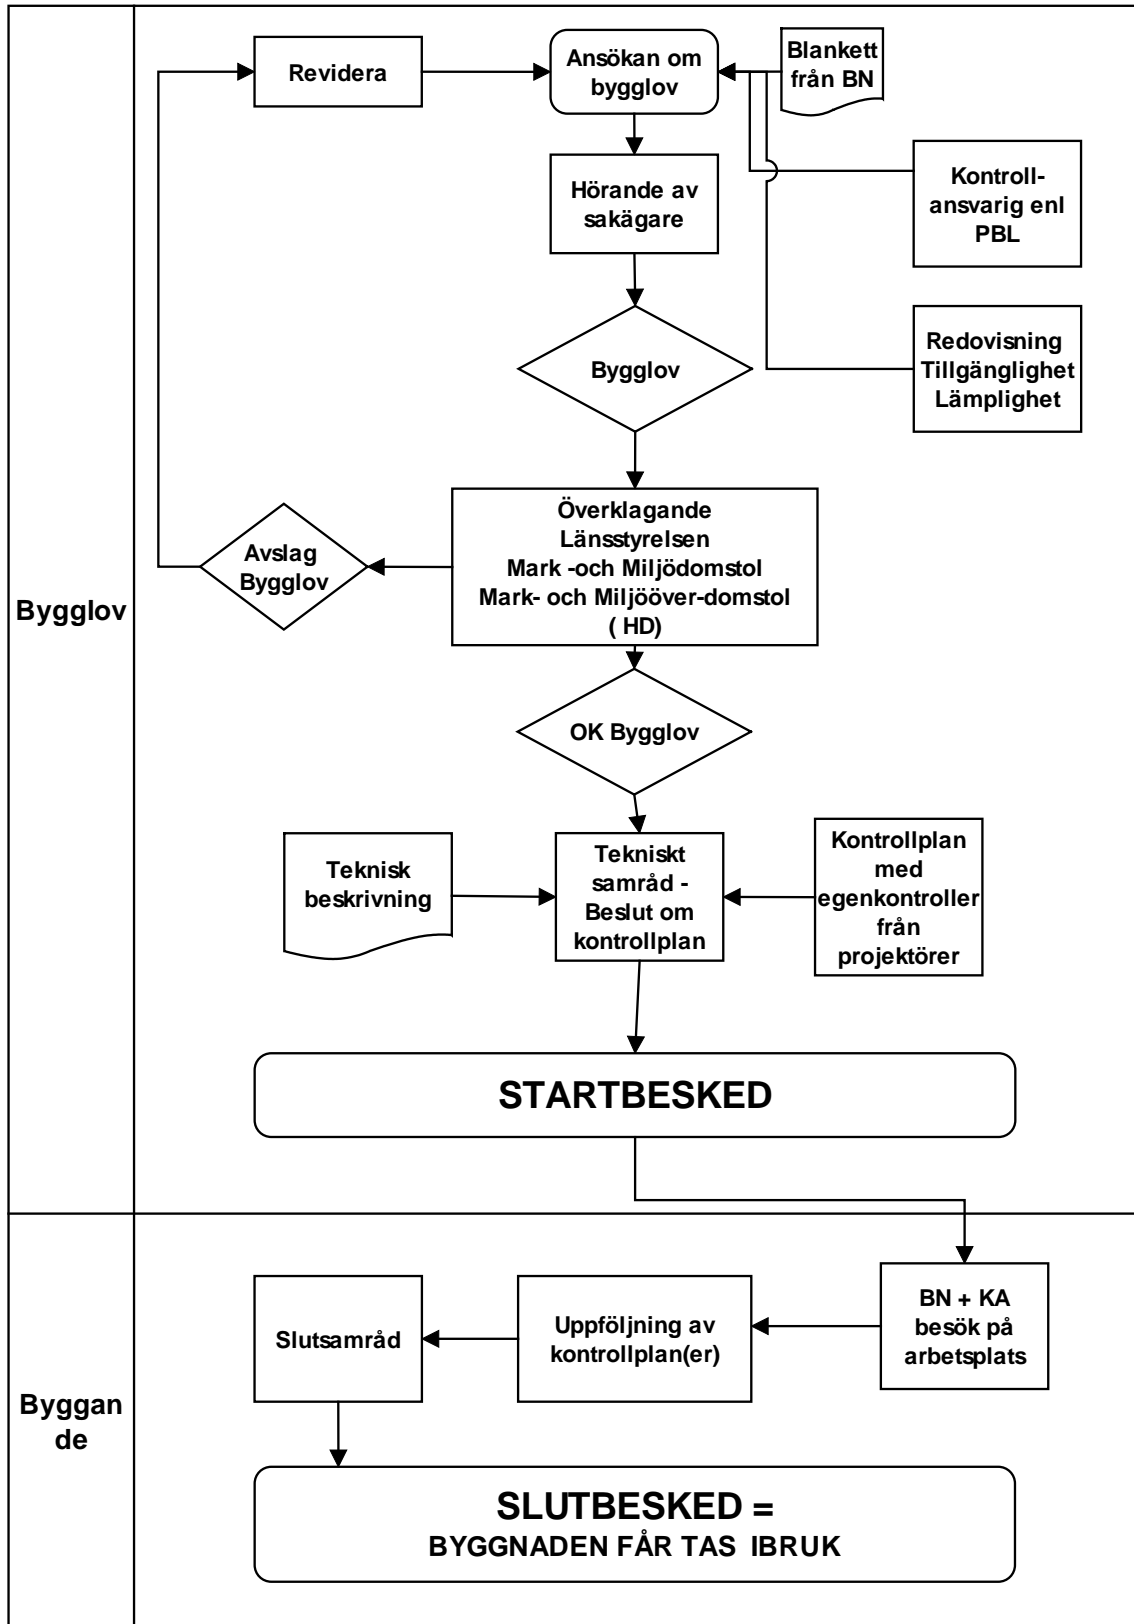 Revidera
Ansökan om
bygglov
Blankett
från BN
Hörande av
sakägare
Kontroll-
ansvarig enl
PBL
Bygglov
Redovisning
Tillgänglighet
Lämplighet
Avslag
Bygglov
Överklagande
Länsstyrelsen
Mark -och Miljödomstol
Mark- och Miljööver-domstol
( HD)
Bygglov
OK Bygglov
Teknisk
beskrivning
Tekniskt
samråd -
Beslut om
kontrollplan
Kontrollplan
med
egenkontroller
från
projektörer
STARTBESKED
Slutsamråd
Uppföljning av
kontrollplan(er)
BN + KA
besök på
arbetsplats
Byggan
de
SLUTBESKED =
BYGGNADEN FÅR TAS IBRUK